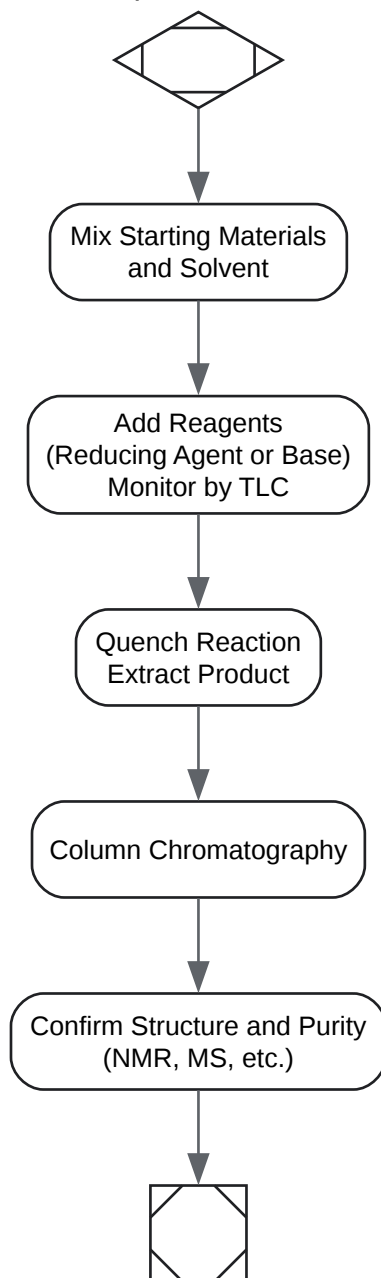 Mix Starting Materials
and Solvent
Add Reagents
(Reducing Agent or Base)
Monitor by TLC
Quench Reaction
Extract Product
Column Chromatography
Confirm Structure and Purity
(NMR, MS, etc.)